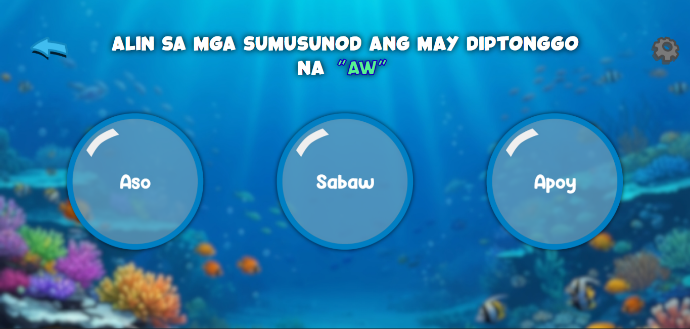 ALIN SA MGA SUMUSUNOD ANG MAY DIPTONGGO
NA "AW"
Aso
Sabaw
Apoy